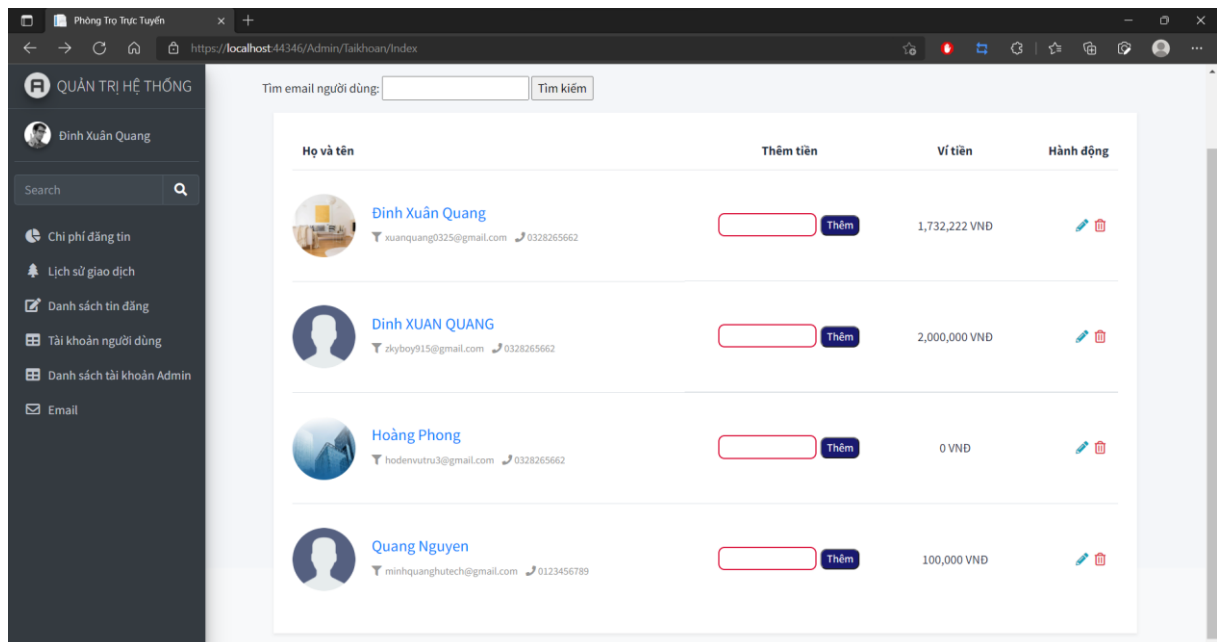 Phòng Trọ Trực Tuyến
https://localhost:44346/Admin/Taikhoan/Index
QUẢN TRỊ HỆ THỐNG
Đinh Xuân Quang
Search
Chi phí đăng tin
Lịch sử giao dịch
Danh sách tin đăng
Tài khoản người dùng
Danh sách tài khoản Admin
Email
Tìm email người dùng: Tìm kiếm
Họ và tên Thêm tiền Ví tiền Hành động
Đinh Xuân Quang
xuanquang0325@gmail.com 0328265662
Thêm 1,732,222 VNĐ
Dinh XUAN QUANG
zkyboy915@gmail.com 0328265662
Thêm 2,000,000 VNĐ
Hoàng Phong
hodenvutru3@gmail.com 0328265662
Thêm 0 VNĐ
Quang Nguyen
minhquanghutech@gmail.com 0123456789
Thêm 100,000 VNĐ